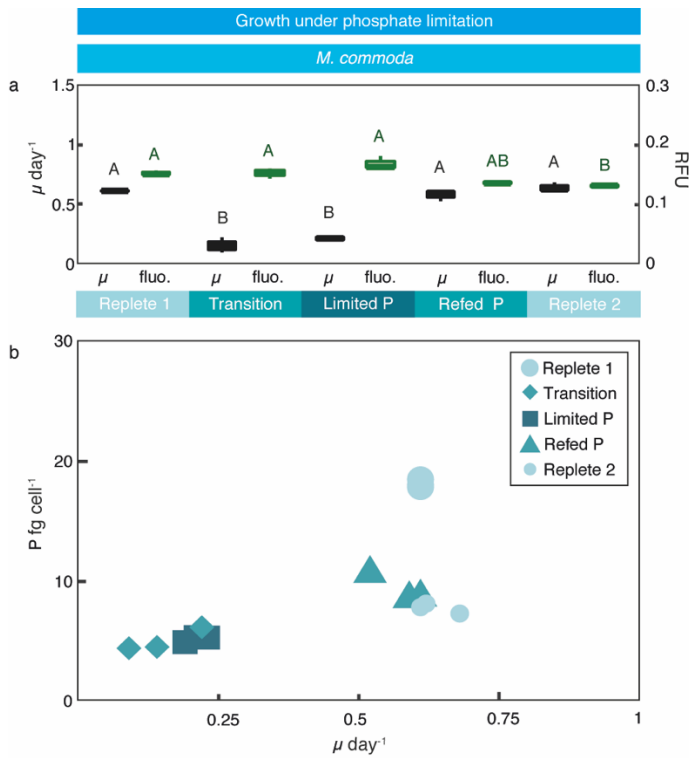 Growth under phosphate limitation
M. commoda
a
1.5
1
0.5
0
µ day-1
0.3
0.2
0.1
0
RFU
A A B A B A A AB A B
µ fluo. µ fluo. µ fluo. µ fluo. µ fluo.
Replete 1 Transition Limited P Refed P Replete 2
b
30
20
10
0
P fg cell-1
Replete 1
Transition
Limited P
Refed P
Replete 2
0.25 0.5 0.75 1
µ day-1